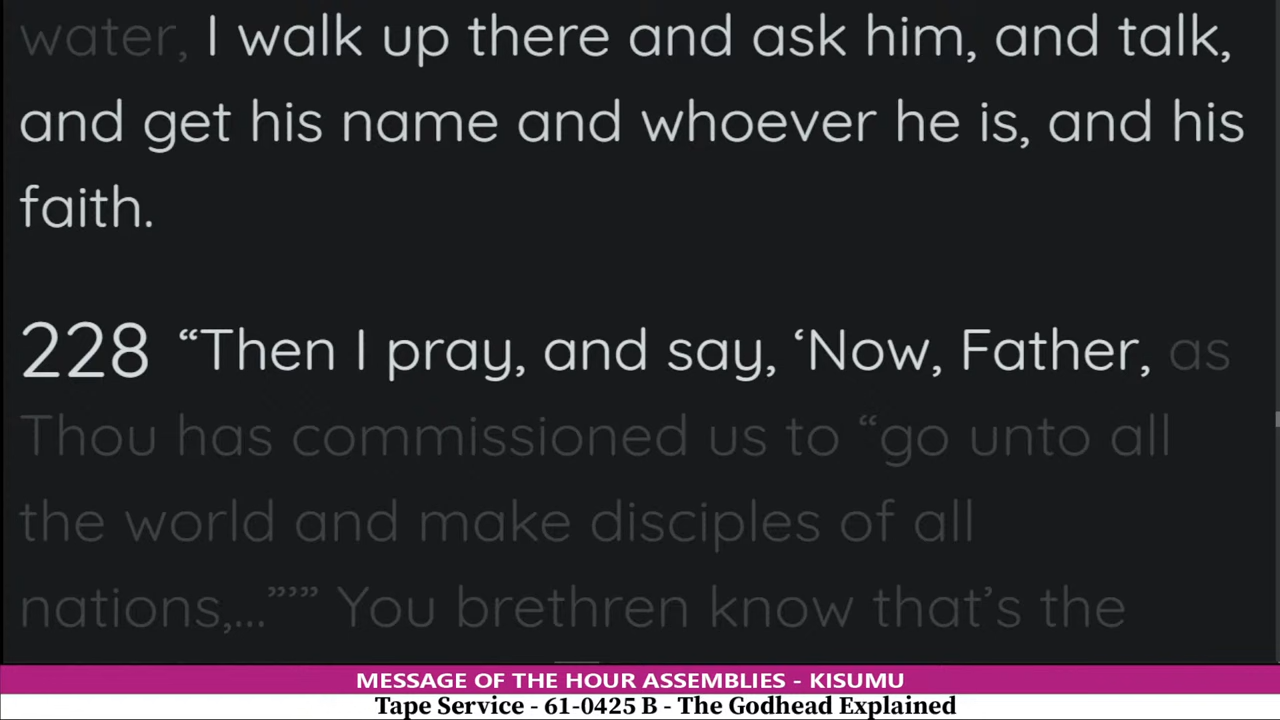 water, I walk up there and ask him, and talk,
and get his name and whoever he is, and his
faith.
228 “Then I pray, and say, ‘Now, Father, as
Thou has commissioned us to “go unto all
the world and make disciples of all
nations,…”’” You brethren know that’s the
MESSAGE OF THE HOUR ASSEMBLIES - KISUMU
Tape Service - 61-0425 B - The Godhead Explained